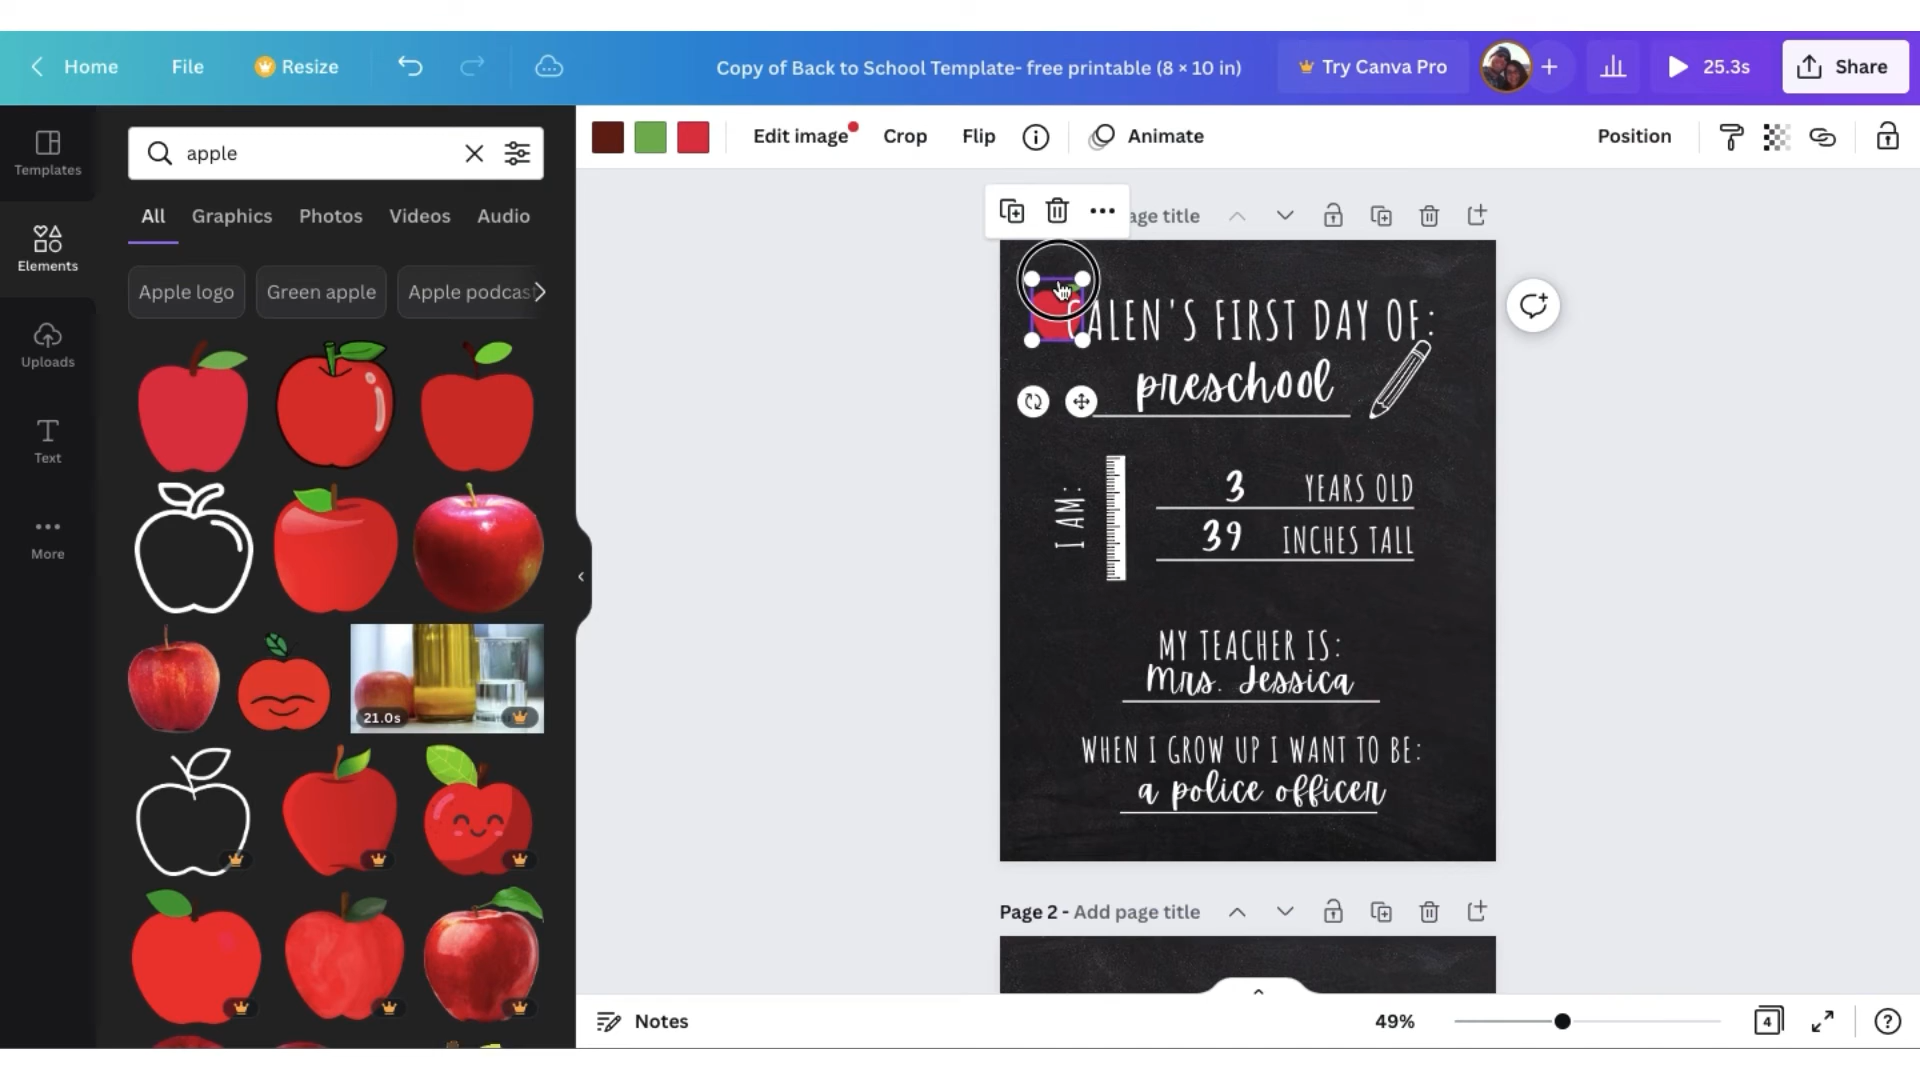 Home File Resize Copy of Back to School Template- free printable (8 × 10 in) Try Canva Pro + 25.3s Share
Templates
Elements
Uploads
Text
More
apple
All Graphics Photos Videos Audio
Apple logo Green apple Apple podcast
21.0s
Edit image Crop Flip Animate Position
page title
CALEN'S FIRST DAY OF:
preschool
I AM:
3 YEARS OLD
39 INCHES TALL
MY TEACHER IS:
Mrs. Jessica
WHEN I GROW UP I WANT TO BE:
a police officer
Page 2 - Add page title
Notes 49% 4